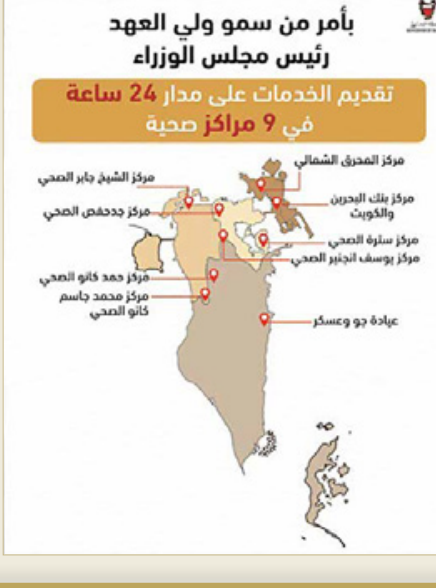 بأمر من سمو ولي العهد
رئيس مجلس الوزراء
تقديم الخدمات على مدار 24 ساعة
في 9 مراكز صحية
مركز المحرق الشمالي
مركز الشيخ جابر الصحي
مركز بنك البحرين
والكويت
مركز جدحفص الصحي
مركز سترة الصحي
مركز يوسف انجنير الصحي
مركز حمد كانو الصحي
مركز محمد جاسم
كانو الصحي
عيادة جو وعسكر